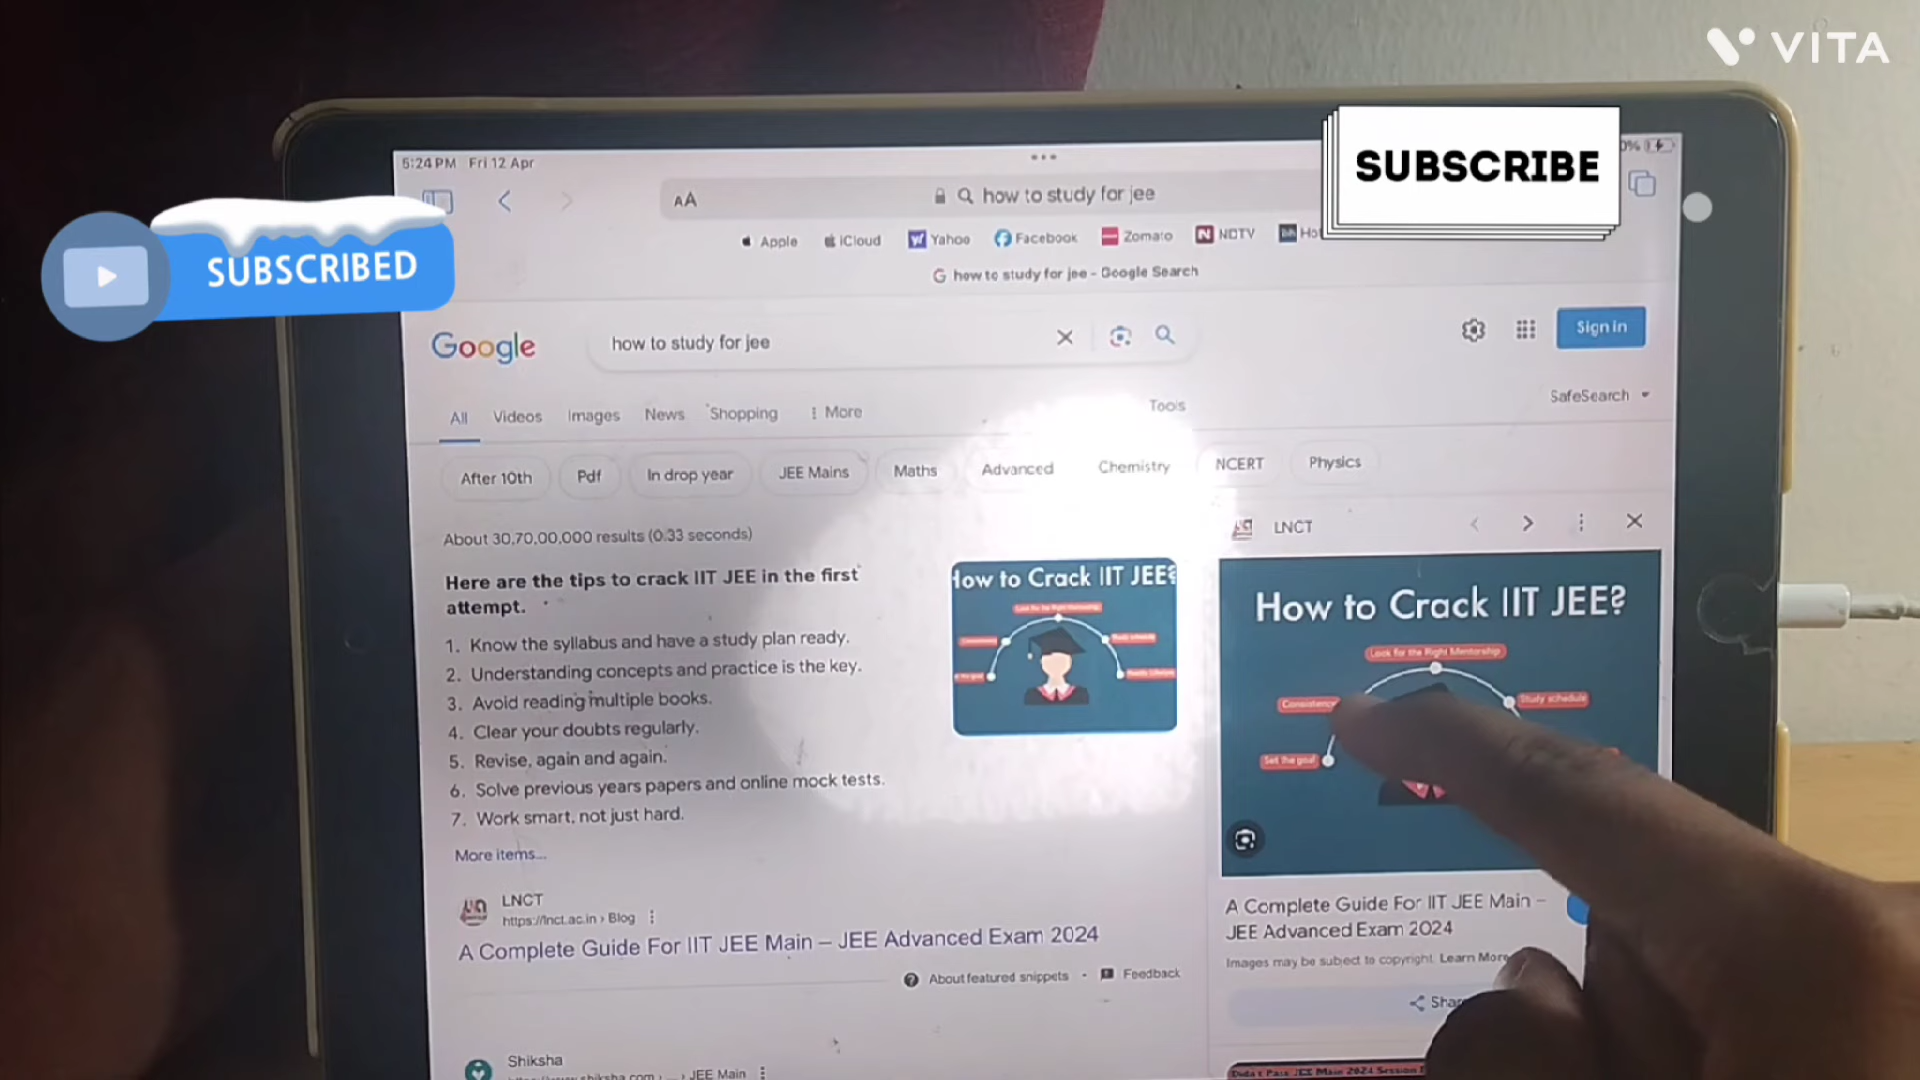 VITA
SUBSCRIBE
SUBSCRIBED
5:24 PM Fri 12 Apr
AA
how to study for jee
Apple
iCloud
Yahoo
Facebook
Zomato
NDTV
how to study for jee - Google Search
Google
how to study for jee
Sign in
All
Videos
Images
News
Shopping
More
Tools
SafeSearch
After 10th
Pdf
In drop year
JEE Mains
Maths
Advanced
Chemistry
NCERT
Physics
About 30,70,00,000 results (0.33 seconds)
Here are the tips to crack IIT JEE in the first
attempt.
1. Know the syllabus and have a study plan ready.
2. Understanding concepts and practice is the key.
3. Avoid reading multiple books.
4. Clear your doubts regularly.
5. Revise, again and again.
6. Solve previous years papers and online mock tests.
7. Work smart, not just hard.
More items...
How to Crack IIT JEE?
LNCT
https://lnct.ac.in › Blog
A Complete Guide For IIT JEE Main – JEE Advanced Exam 2024
About featured snippets
Feedback
Shiksha
JEE Main
LNCT
How to Crack IIT JEE?
Look for the Right Mentorship
Consistency
Study schedule
Set the goal
A Complete Guide For IIT JEE Main –
JEE Advanced Exam 2024
Images may be subject to copyright. Learn More